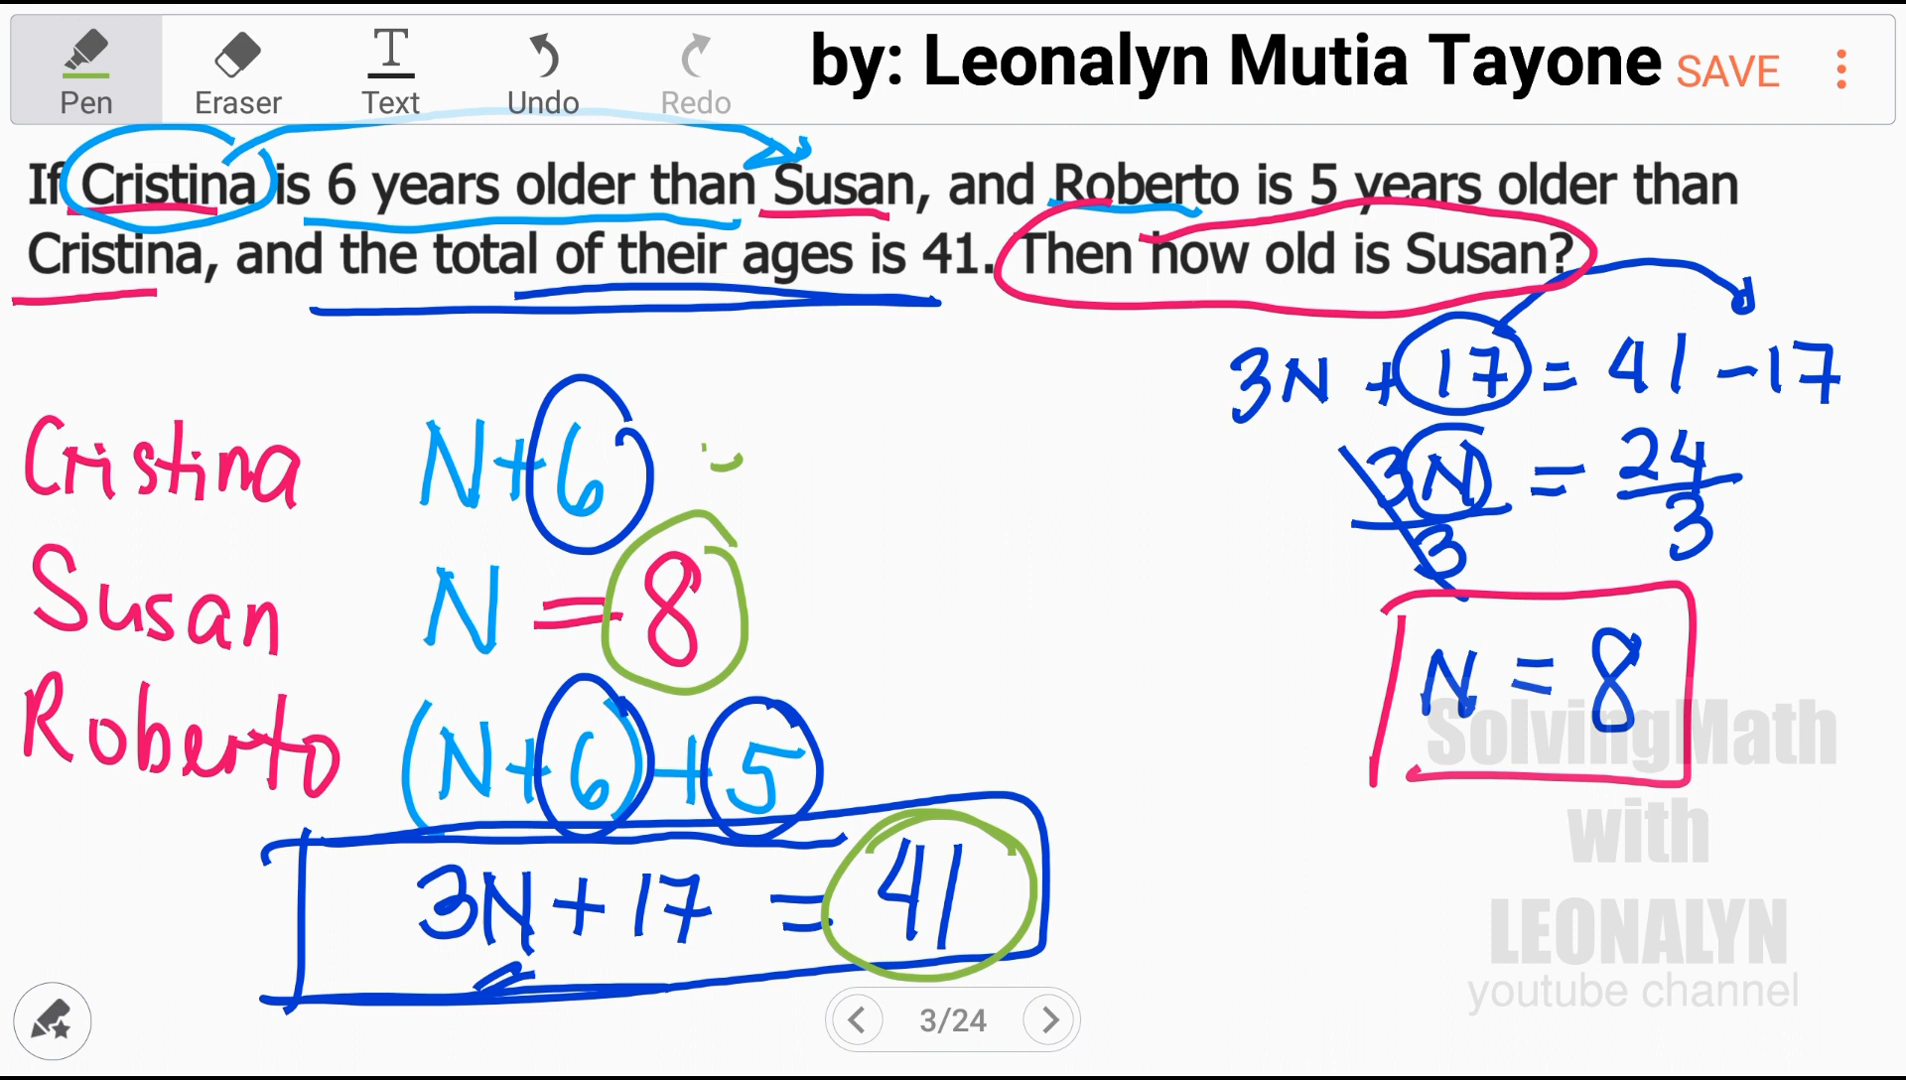 by: Leonalyn Mutia Tayone
SAVE
Pen
Eraser
Text
Undo
Redo
If Cristina is 6 years older than Susan, and Roberto is 5 years older than
Cristina, and the total of their ages is 41. Then how old is Susan?
3N + 17 = 41 - 17
3N/3 = 24/3
N = 8
Cristina N+6 =
Susan N = 8
Roberto (N+6)+5
3N+17 = 41
SolvingMath
with
LEONALYN
youtube channel
3/24